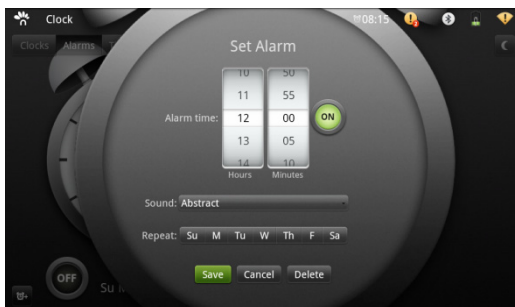 Clock
08:15
Clocks Alarms T
Set Alarm
10 50
11 55
Alarm time: 12 00 ON
13 05
14 10
Hours Minutes
Sound: Abstract
Repeat: Su M Tu W Th F Sa
Save Cancel Delete
OFF
Su